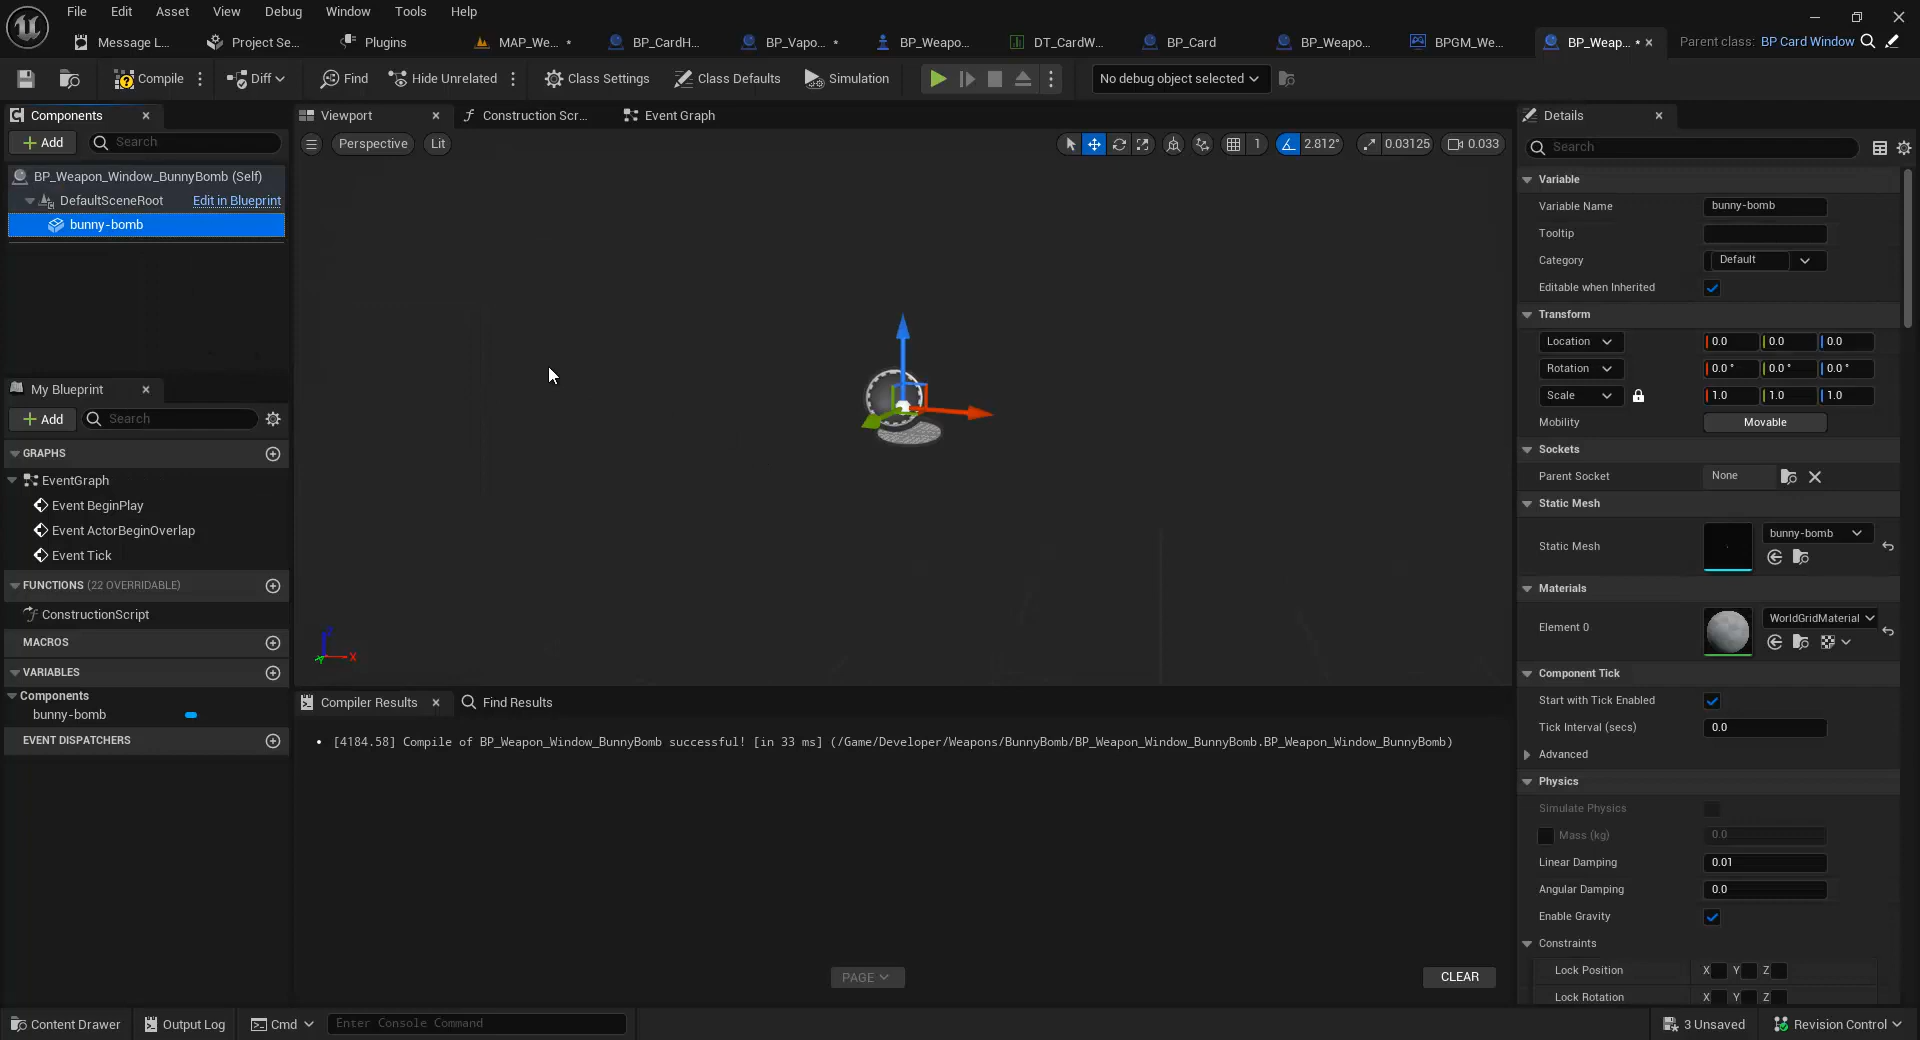 File Edit Asset View Debug Window Tools Help
Message L... Project Se... Plugins MAP_We... * BP_CardH... BP_Vapo... * BP_Weapo... DT_CardW... BP_Card BP_Weapo... BPGM_We... BP_Weap... * Parent class: BP Card Window
Compile Diff Find Hide Unrelated Class Settings Class Defaults Simulation No debug object selected
Components
Add Search
BP_Weapon_Window_BunnyBomb (Self)
DefaultSceneRoot Edit in Blueprint
bunny-bomb
My Blueprint
Add Search
GRAPHS
EventGraph
Event BeginPlay
Event ActorBeginOverlap
Event Tick
FUNCTIONS (22 OVERRIDABLE)
ConstructionScript
MACROS
VARIABLES
Components
bunny-bomb
EVENT DISPATCHERS
Viewport Construction Scr... Event Graph
Perspective Lit 1 2.812° 0.03125 0.033
Z
X
Y
Compiler Results Find Results
• [4184.58] Compile of BP_Weapon_Window_BunnyBomb successful! [in 33 ms] (/Game/Developer/Weapons/BunnyBomb/BP_Weapon_Window_BunnyBomb.BP_Weapon_Window_BunnyBomb)
PAGE CLEAR
Details
Search
Variable
Variable Name bunny-bomb
Tooltip
Category Default
Editable when Inherited
Transform
Location 0.0 0.0 0.0
Rotation 0.0 ° 0.0 ° 0.0 °
Scale 1.0 1.0 1.0
Mobility Movable
Sockets
Parent Socket None
Static Mesh
Static Mesh bunny-bomb
Materials
Element 0 WorldGridMaterial
Component Tick
Start with Tick Enabled
Tick Interval (secs) 0.0
Advanced
Physics
Simulate Physics
Mass (kg) 0.0
Linear Damping 0.01
Angular Damping 0.0
Enable Gravity
Constraints
Lock Position X Y Z
Lock Rotation X Y Z
Content Drawer Output Log Cmd Enter Console Command 3 Unsaved Revision Control